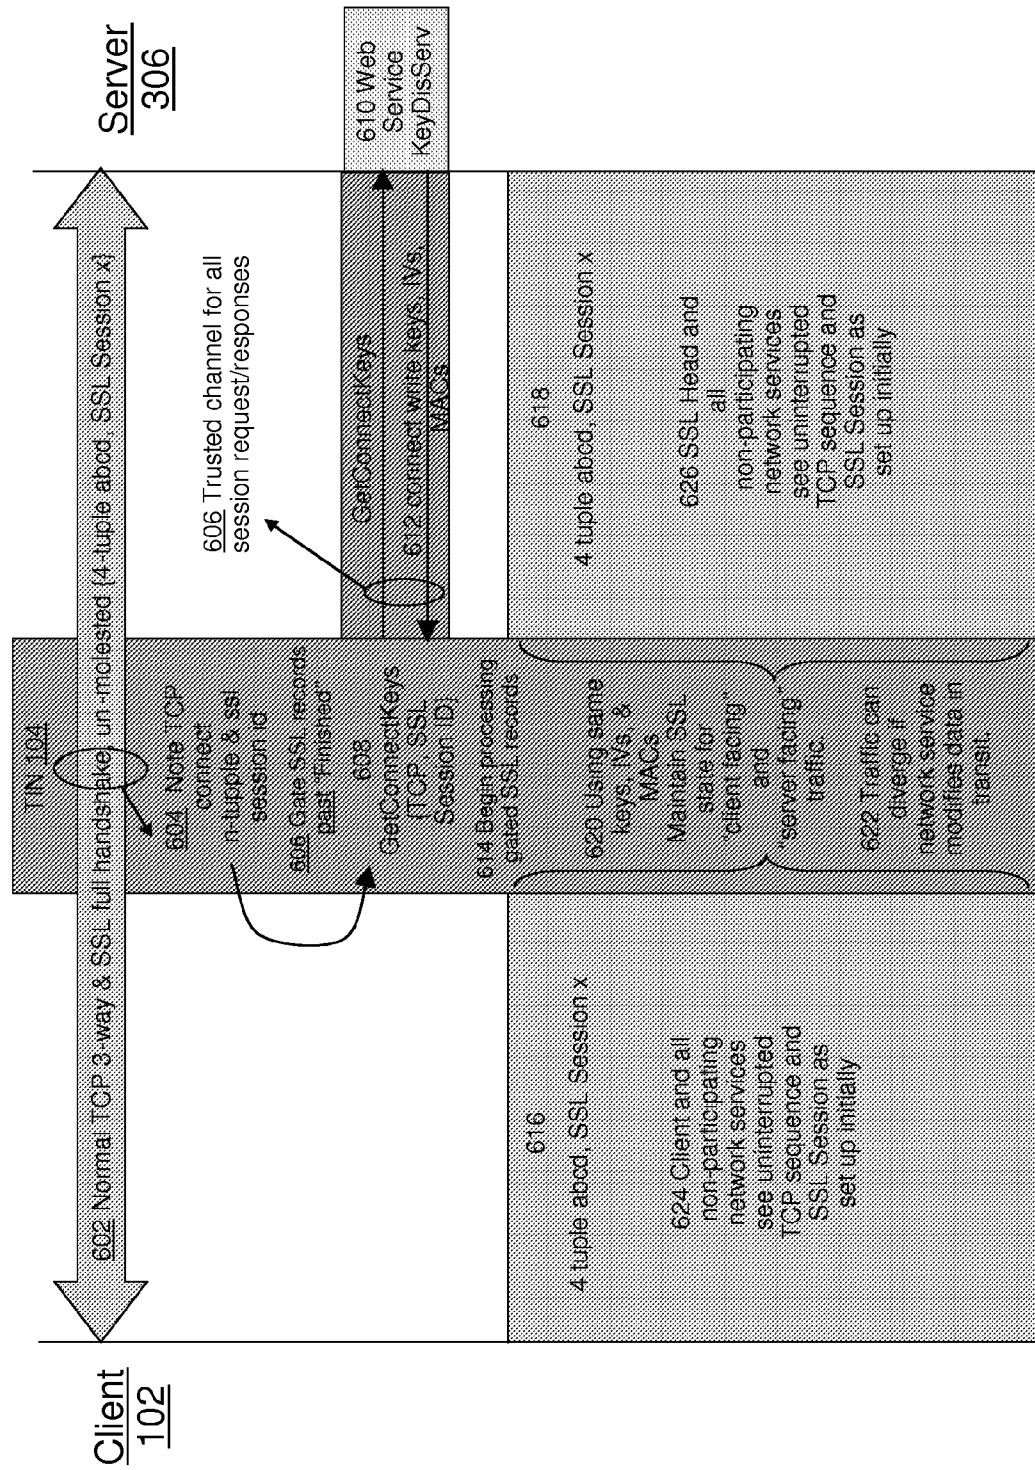 Client
102
Server
306
TIN 104
602 Normal TCP 3-way & SSL full handshake, un-molested {4-tuple abcd, SSL Session x}
604 Note "TCP
connect"
n-tupple & ssl
session id
606 Gate SSL records
past "Finished"
608
GetConnectKeys
[TCP, SSL
Session ID]
614 Begin processing
gated SSL records
606 Trusted channel for all
session request/responses
GetConnectKeys
612 connect write keys, IVs,
MACs
610 Web
Service
KeyDisServ
616
4 tuple abcd, SSL Session x
624 Client and all
non-participating
network services
see uninterrupted
TCP sequence and
SSL Session as
set up initially
620 Using same
keys, IVs, &
MACs
Maintain SSL
state for
"client facing"
and
"server facing"
traffic.
622 Traffic can
diverge if
network service
modifies data in
transit.
618
4 tuple abcd, SSL Session x
626 SSL Head and
all
non-participating
network services
see uninterrupted
TCP sequence and
SSL Session as
set up initially